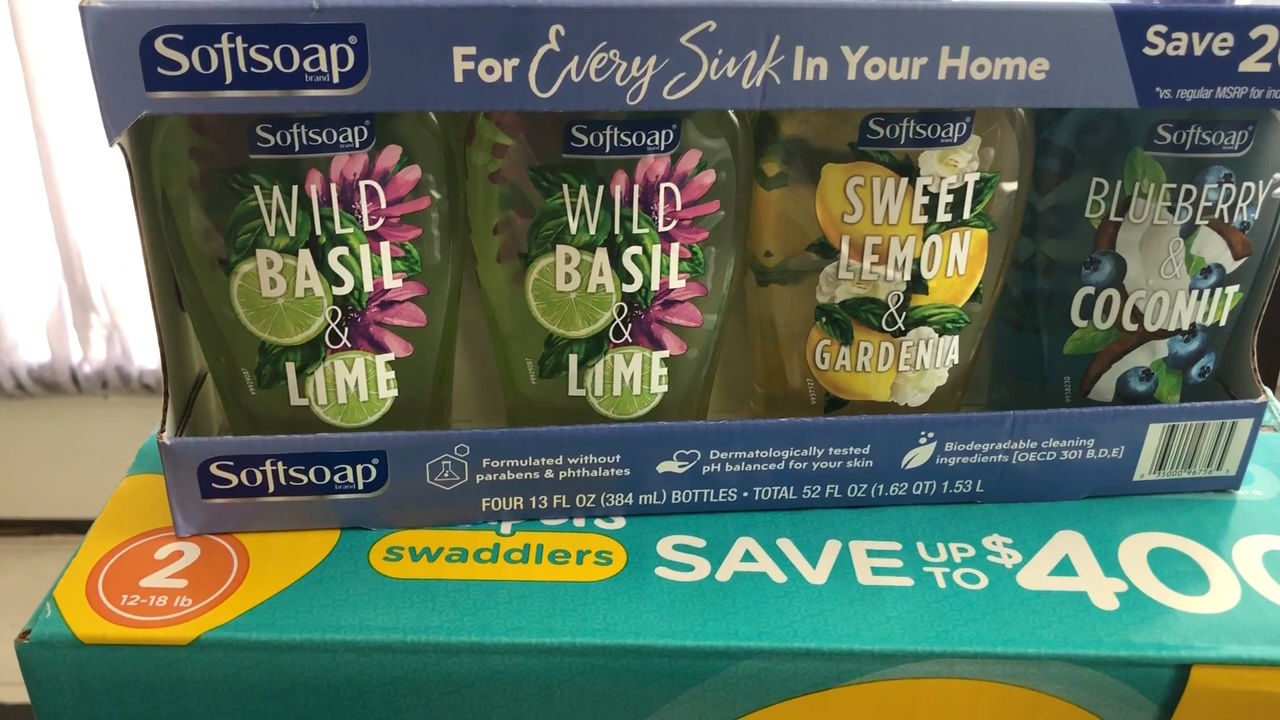 Softsoap®
brand
For Every Sink In Your Home
Save 2
*vs. regular MSRP for
Softsoap®
brand
WILD
BASIL
&
LIME
Softsoap®
brand
WILD
BASIL
&
LIME
Softsoap®
brand
SWEET
LEMON
&
GARDENIA
Softsoap®
brand
BLUEBERRY
&
COCONUT
Softsoap®
brand
Formulated without
parabens & phthalates
Dermatologically tested
pH balanced for your skin
Biodegradable cleaning
ingredients [OECD 301 B,D,E]
FOUR 13 FL OZ (384 mL) BOTTLES • TOTAL 52 FL OZ (1.62 QT) 1.53 L
2
12-18 lb
swaddlers
SAVE UP TO $400